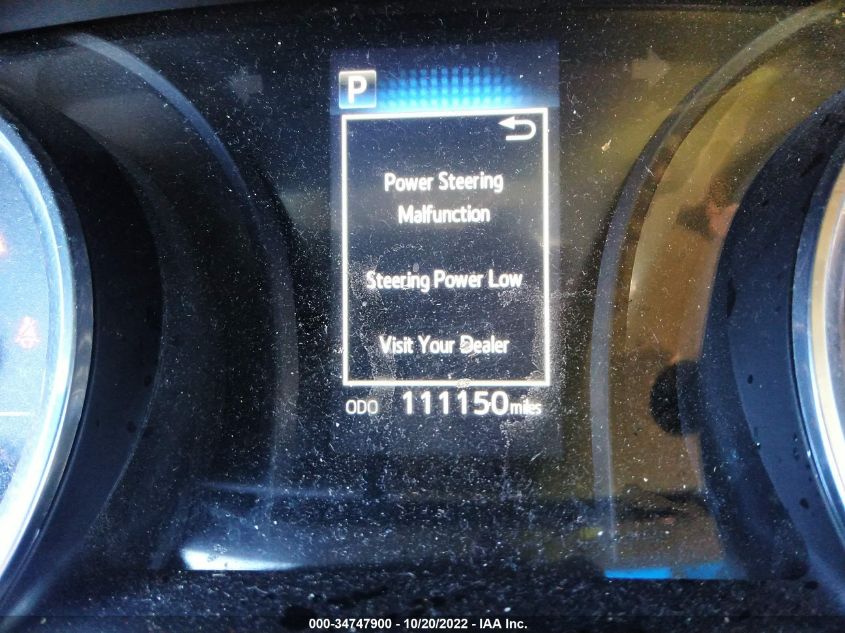 P
Power Steering
Malfunction
Steering Power Low
Visit Your Dealer
ODO 111150 miles
000-34747900 - 10/20/2022 - IAA Inc.